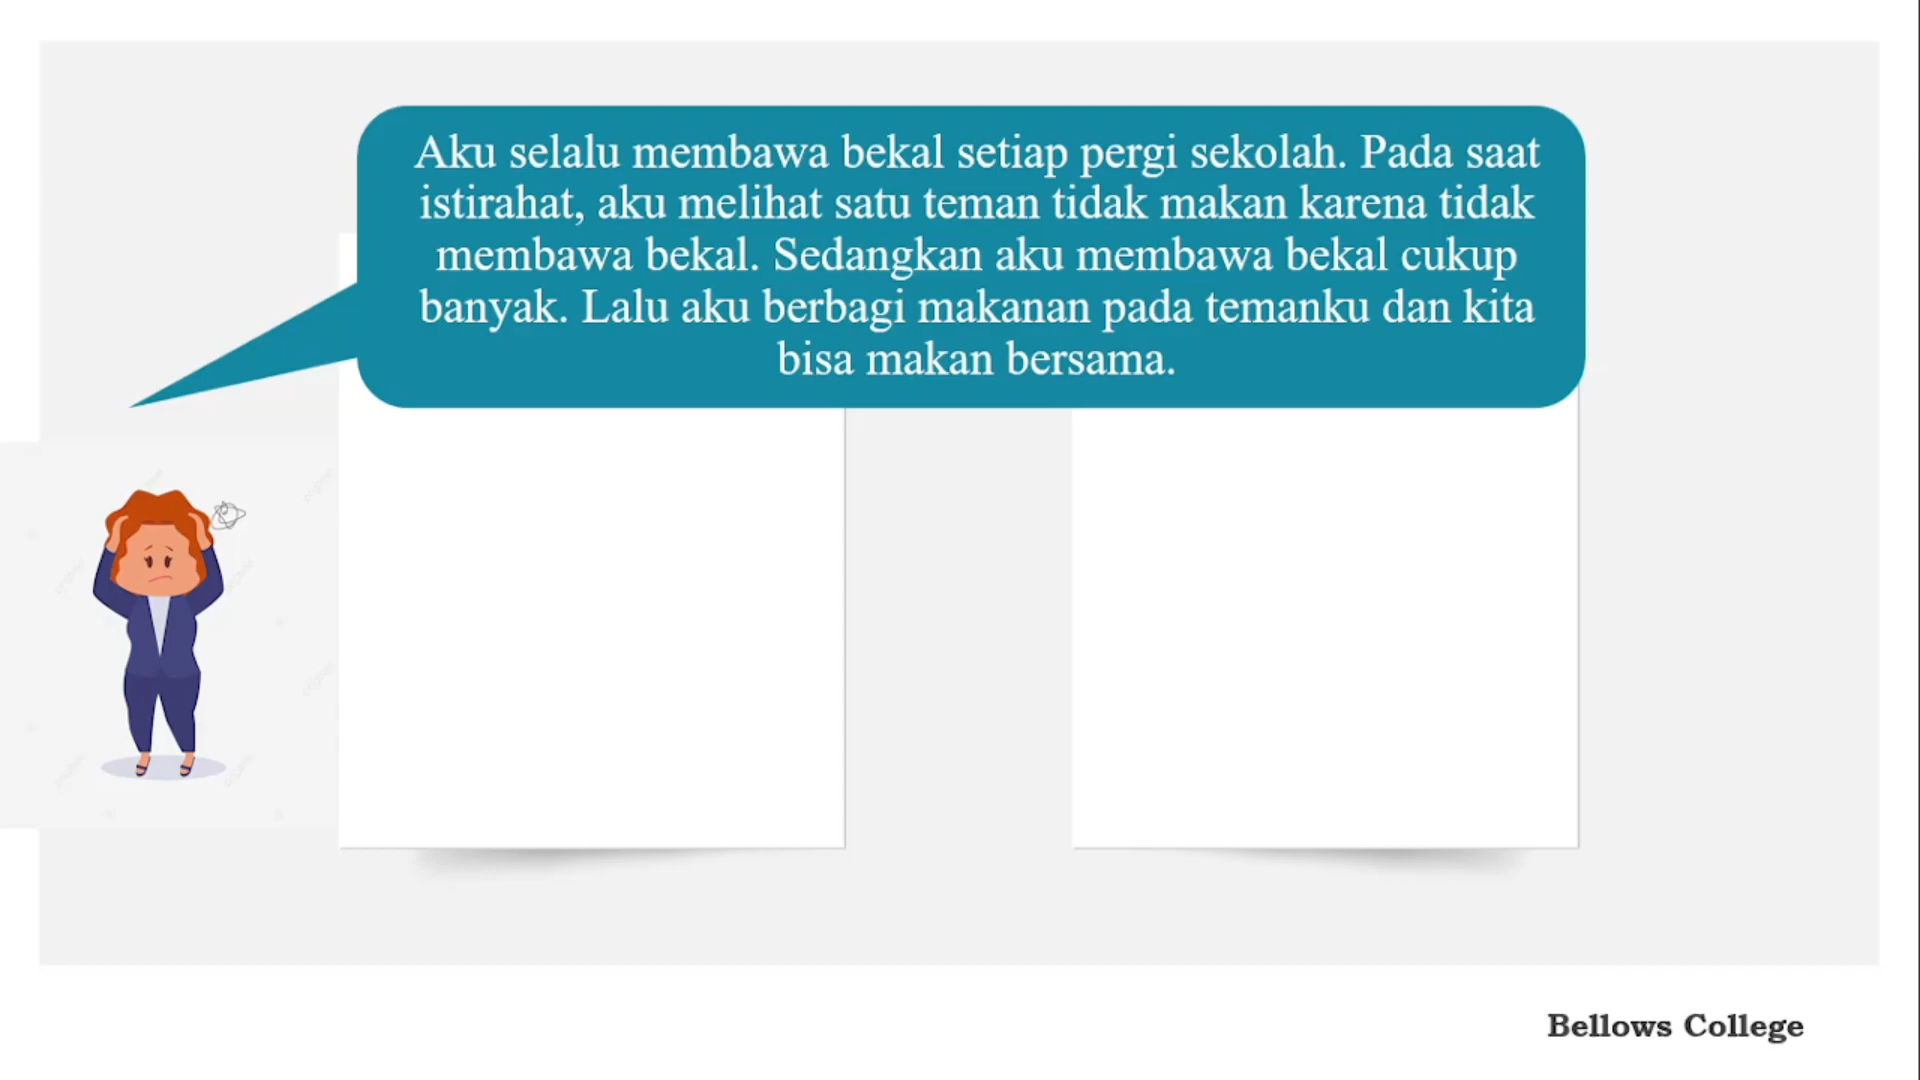 Aku selalu membawa bekal setiap pergi sekolah. Pada saat
istirahat, aku melihat satu teman tidak makan karena tidak
membawa bekal. Sedangkan aku membawa bekal cukup
banyak. Lalu aku berbagi makanan pada temanku dan kita
bisa makan bersama.
Bellows College